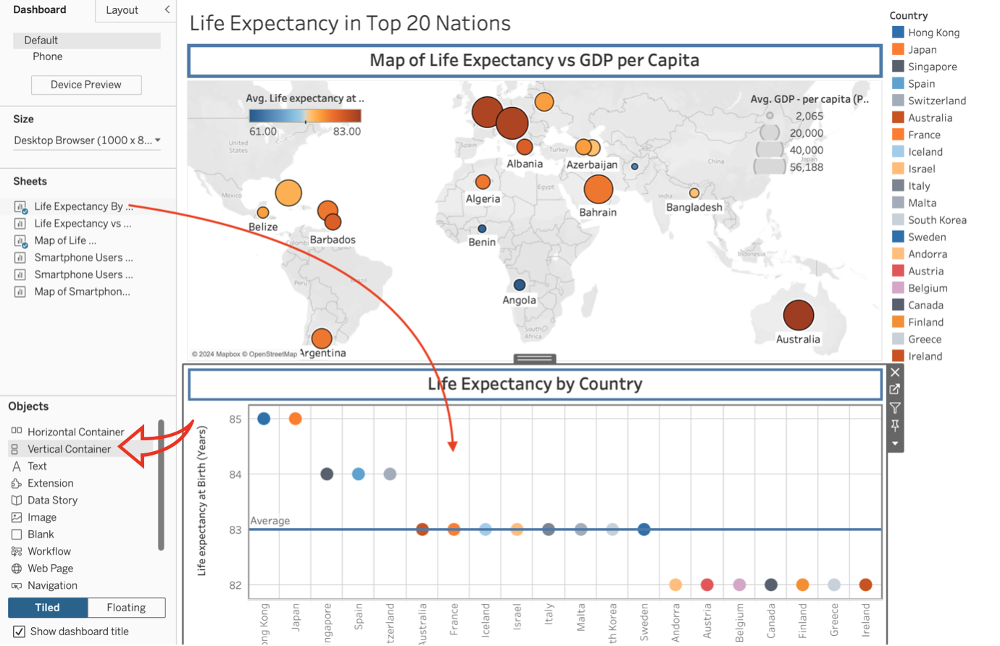 Dashboard
Layout
Default
Phone
Device Preview
Size
Desktop Browser (1000 x 8...
Sheets
Life Expectancy By ...
Life Expectancy vs ...
Map of Life ...
Smartphone Users ...
Smartphone Users ...
Map of Smartphon...
Objects
Horizontal Container
Vertical Container
Text
Extension
Data Story
Image
Blank
Workflow
Web Page
Navigation
Tiled
Floating
Show dashboard title
Life Expectancy in Top 20 Nations
Map of Life Expectancy vs GDP per Capita
Avg. Life expectancy at ..
61.00
83.00
Avg. GDP - per capita (P..
2,065
20,000
40,000
56,188
United
States
Mexico
Colomb
Peru
Brazil
Spain
Turkey
Egypt
China
Japan
India
Indonesia
South
Africa
Albania
Azerbaijan
Algeria
Bahrain
Bangladesh
Belize
Barbados
Benin
Angola
Australia
Argentina
© 2024 Mapbox © OpenStreetMap
Life Expectancy by Country
Life expectancy at Birth (Years)
85
84
83
82
Average
ong Kong
Japan
ngapore
Spain
tzerland
Australia
France
Iceland
Israel
Italy
Malta
th Korea
Sweden
Andorra
Austria
Belgium
Canada
Finland
Greece
Ireland
Country
Hong Kong
Japan
Singapore
Spain
Switzerland
Australia
France
Iceland
Israel
Italy
Malta
South Korea
Sweden
Andorra
Austria
Belgium
Canada
Finland
Greece
Ireland